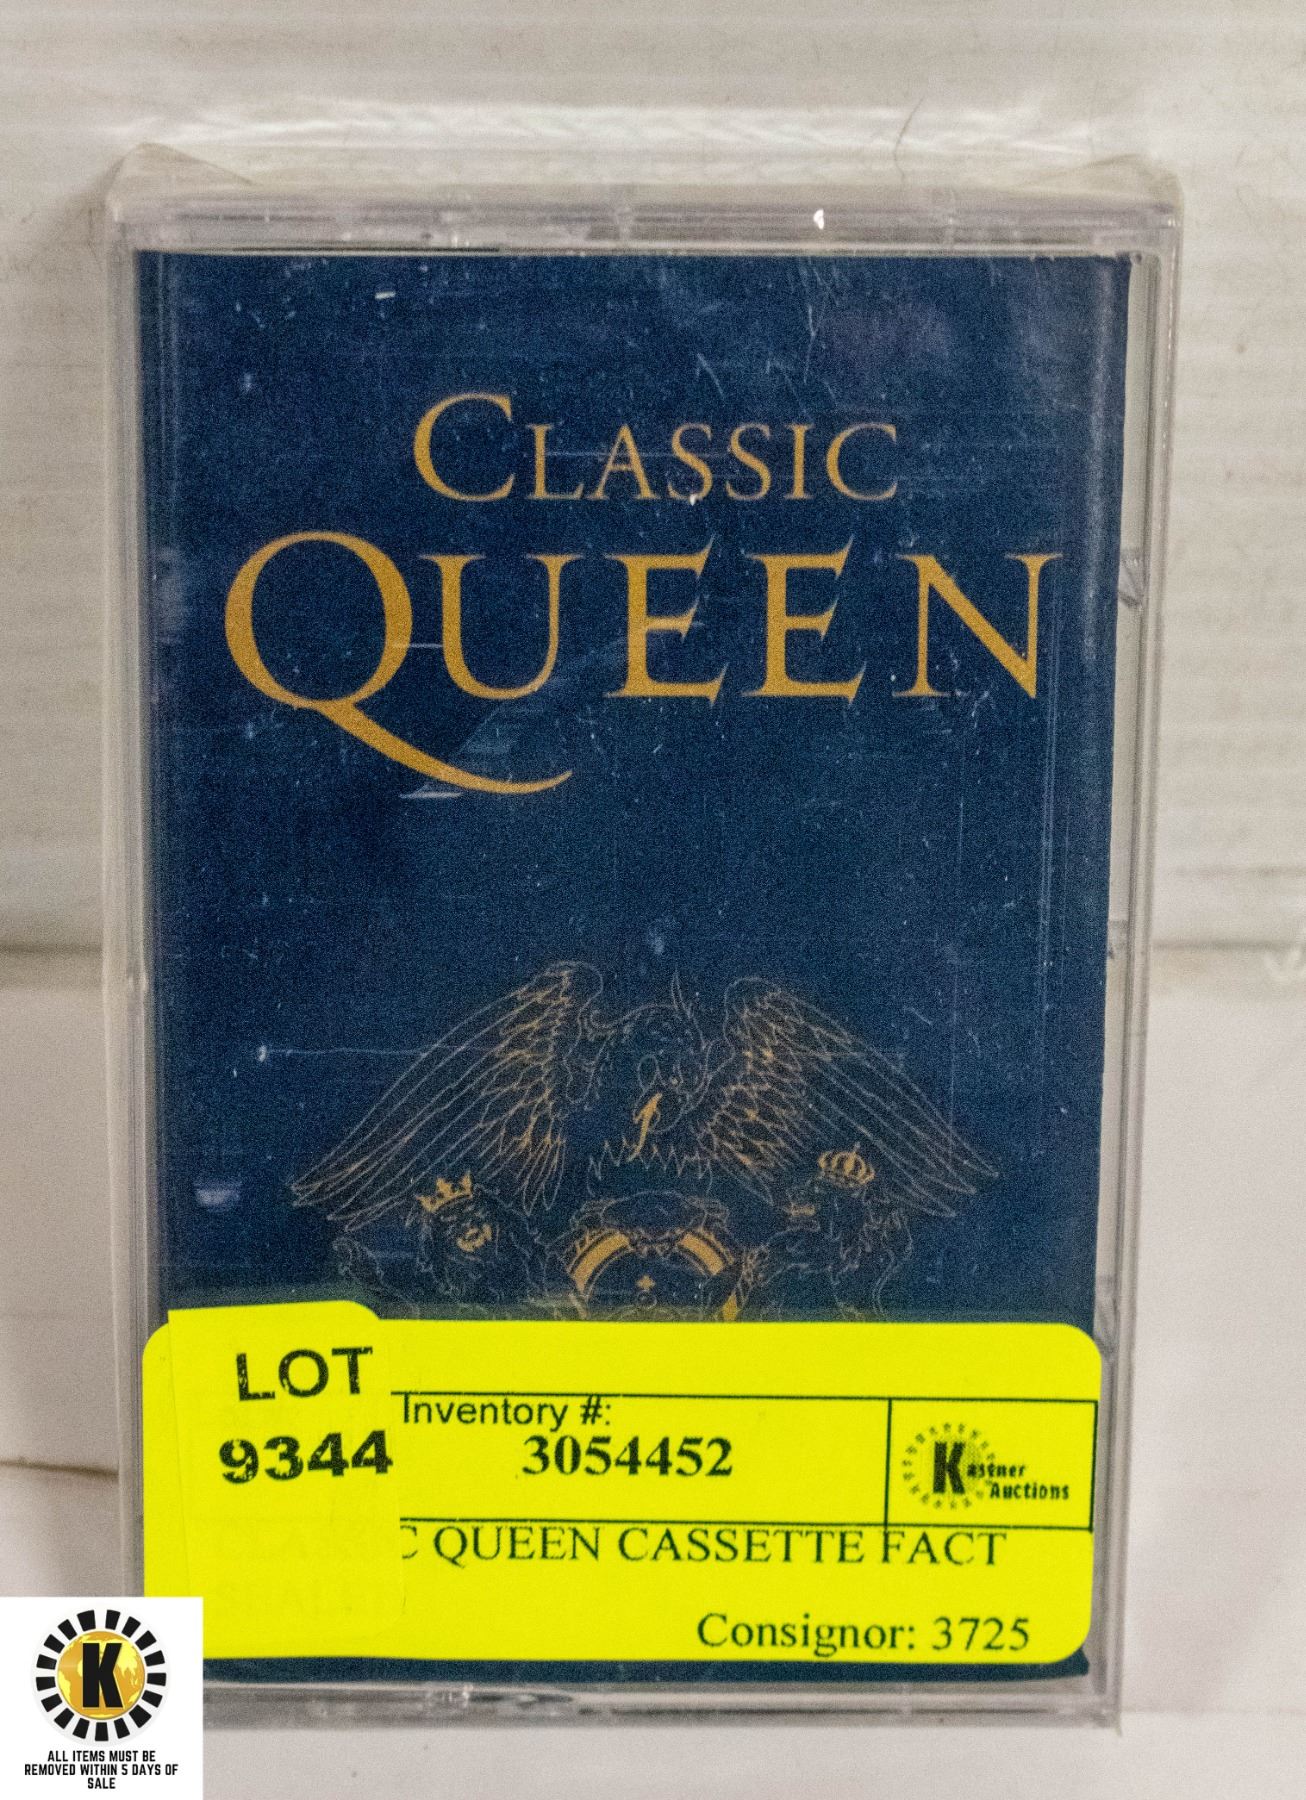 CLASSIC
QUEEN
LOT
9344
Inventory #:
3054452
Kastner
Auctions
C QUEEN CASSETTE FACT
Consignor: 3725
K
ALL ITEMS MUST BE
REMOVED WITHIN 5 DAYS OF
SALE